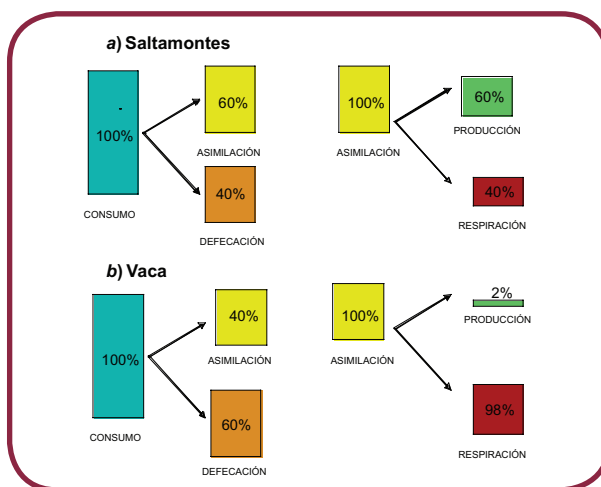 a) Saltamontes
60%
100%
60%
100%
PRODUCCIÓN
ASIMILACIÓN
ASIMILACIÓN
40%
40%
CONSUMO
DEFECACIÓN
RESPIRACIÓN
b) Vaca
2%
40%
100%
PRODUCCIÓN
100%
ASIMILACIÓN
ASIMILACIÓN
60%
98%
CONSUMO
DEFECACIÓN
RESPIRACIÓN